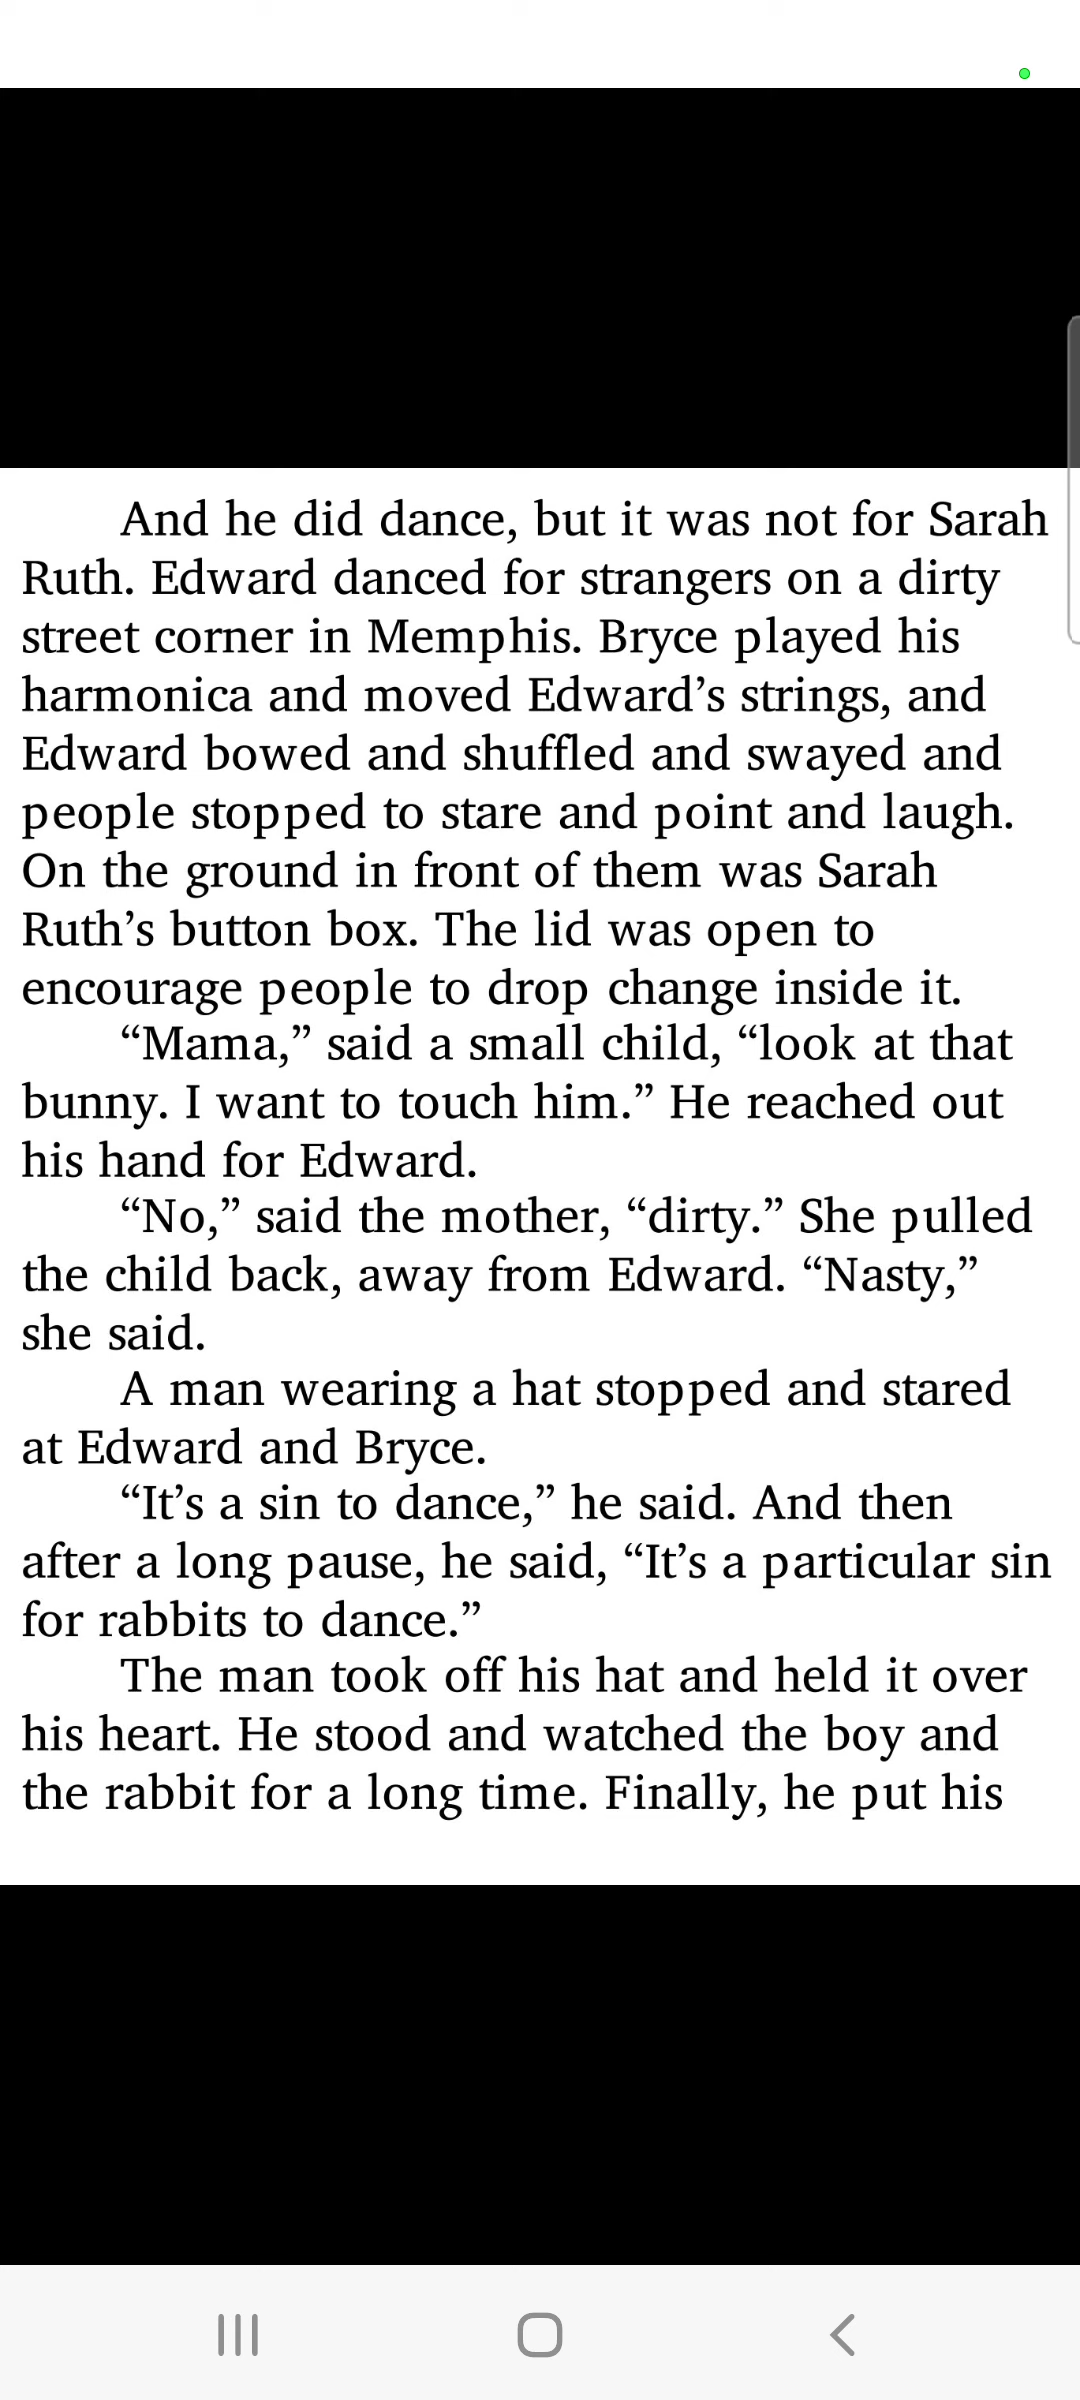 And he did dance, but it was not for Sarah
Ruth. Edward danced for strangers on a dirty
street corner in Memphis. Bryce played his
harmonica and moved Edward’s strings, and
Edward bowed and shuffled and swayed and
people stopped to stare and point and laugh.
On the ground in front of them was Sarah
Ruth’s button box. The lid was open to
encourage people to drop change inside it.
“Mama,” said a small child, “look at that
bunny. I want to touch him.” He reached out
his hand for Edward.
“No,” said the mother, “dirty.” She pulled
the child back, away from Edward. “Nasty,”
she said.
A man wearing a hat stopped and stared
at Edward and Bryce.
“It’s a sin to dance,” he said. And then
after a long pause, he said, “It’s a particular sin
for rabbits to dance.”
The man took off his hat and held it over
his heart. He stood and watched the boy and
the rabbit for a long time. Finally, he put his